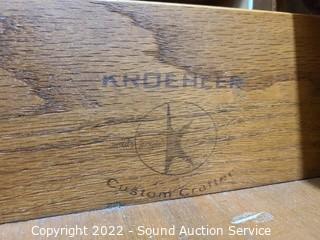 KROEHLER
Custom Crafted
Copyright 2022 - Sound Auction Service